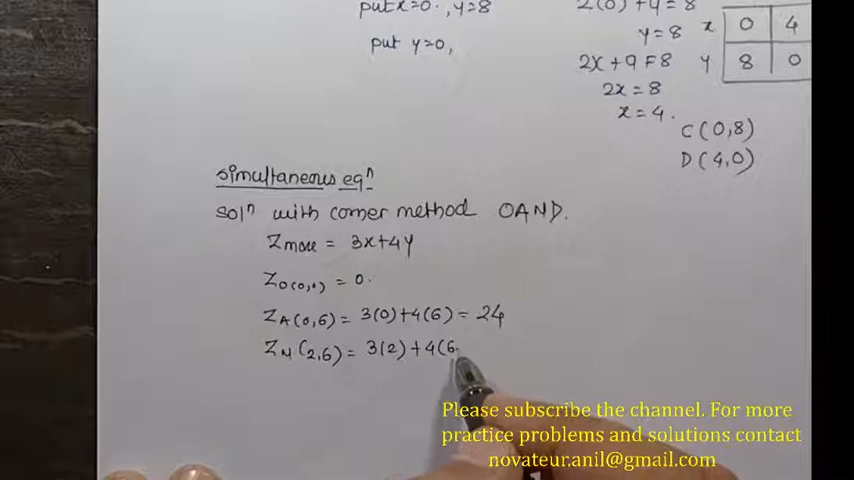 put x=0. , y=8
put y=0,
2(0)+y=8
y=8
2x+9=8
2x=8
x=4.
x 0 4
y 8 0
C(0,8)
D(4,0)
simultaneous eqn
soln with corner method OAND.
Zmax = 3x+4y
ZO(0,0) = 0.
ZA(0,6) = 3(0)+4(6) = 24
ZN(2,6) = 3(2)+4(6
Please subscribe the channel. For more
practice problems and solutions contact
novateur.anil@gmail.com